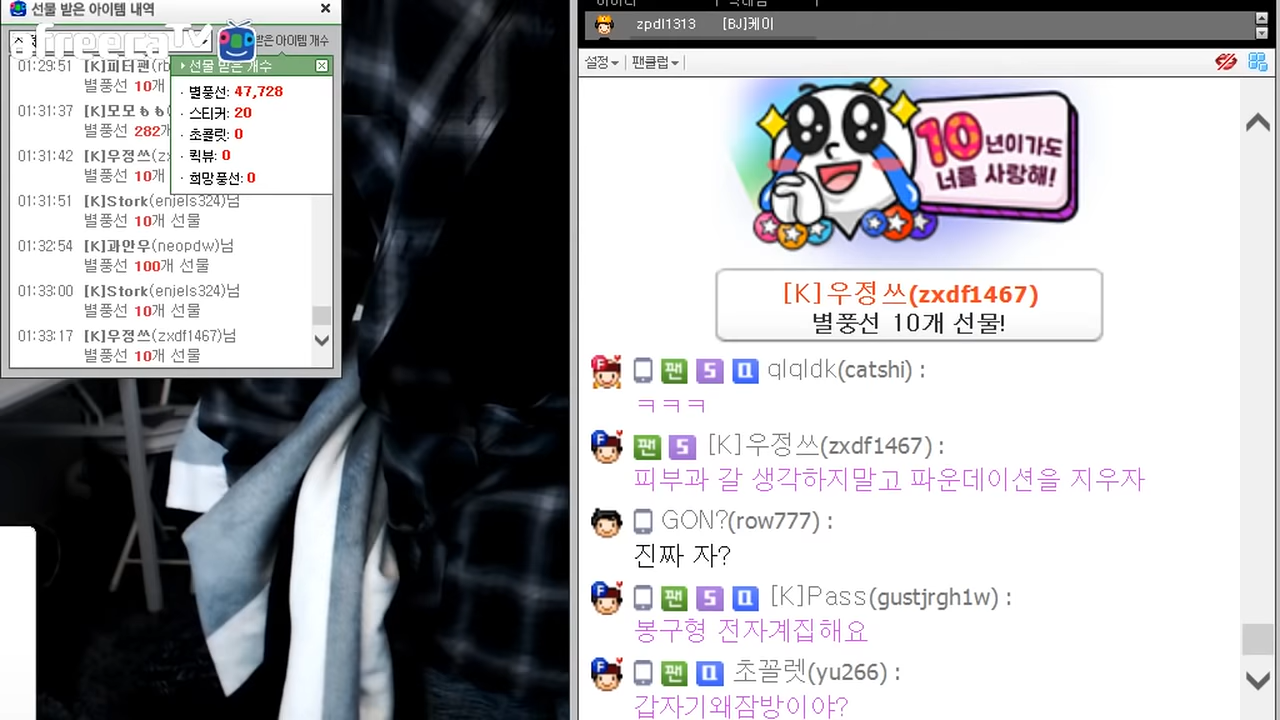 선물 받은 아이템 내역
afreecaTV
받은아이템 개수
선물 받은 개수
별풍선: 47,728
스티커: 20
초콜릿: 0
퀵뷰: 0
희망풍선: 0
01:29:51 [K]피터팬(rb
별풍선 10개
01:31:37 [K]모모
별풍선 282개
01:31:42 [K]우정쓰(zx
별풍선 10개
01:31:51 [K]Stork(enjels324)님
별풍선 10개 선물
01:32:54 [K]과안우(neopdw)님
별풍선 100개 선물
01:33:00 [K]Stork(enjels324)님
별풍선 10개 선물
01:33:17 [K]우정쓰(zxdf1467)님
별풍선 10개 선물
zpdl1313 [BJ]케이
설정 팬클럽
10년이가도
너를 사랑해!
[K]우정쓰(zxdf1467)
별풍선 10개 선물!
팬 S qlqldk(catshi) :
ㅋㅋㅋ
팬 S [K]우정쓰(zxdf1467) :
피부과 갈 생각하지말고 파운데이션을 지우자
GON?(row777) :
진짜 자?
팬 S [K]Pass(gustjrgh1w) :
봉구형 전자계집해요
팬 초꼴렛(yu266) :
갑자기왜잠방이야?